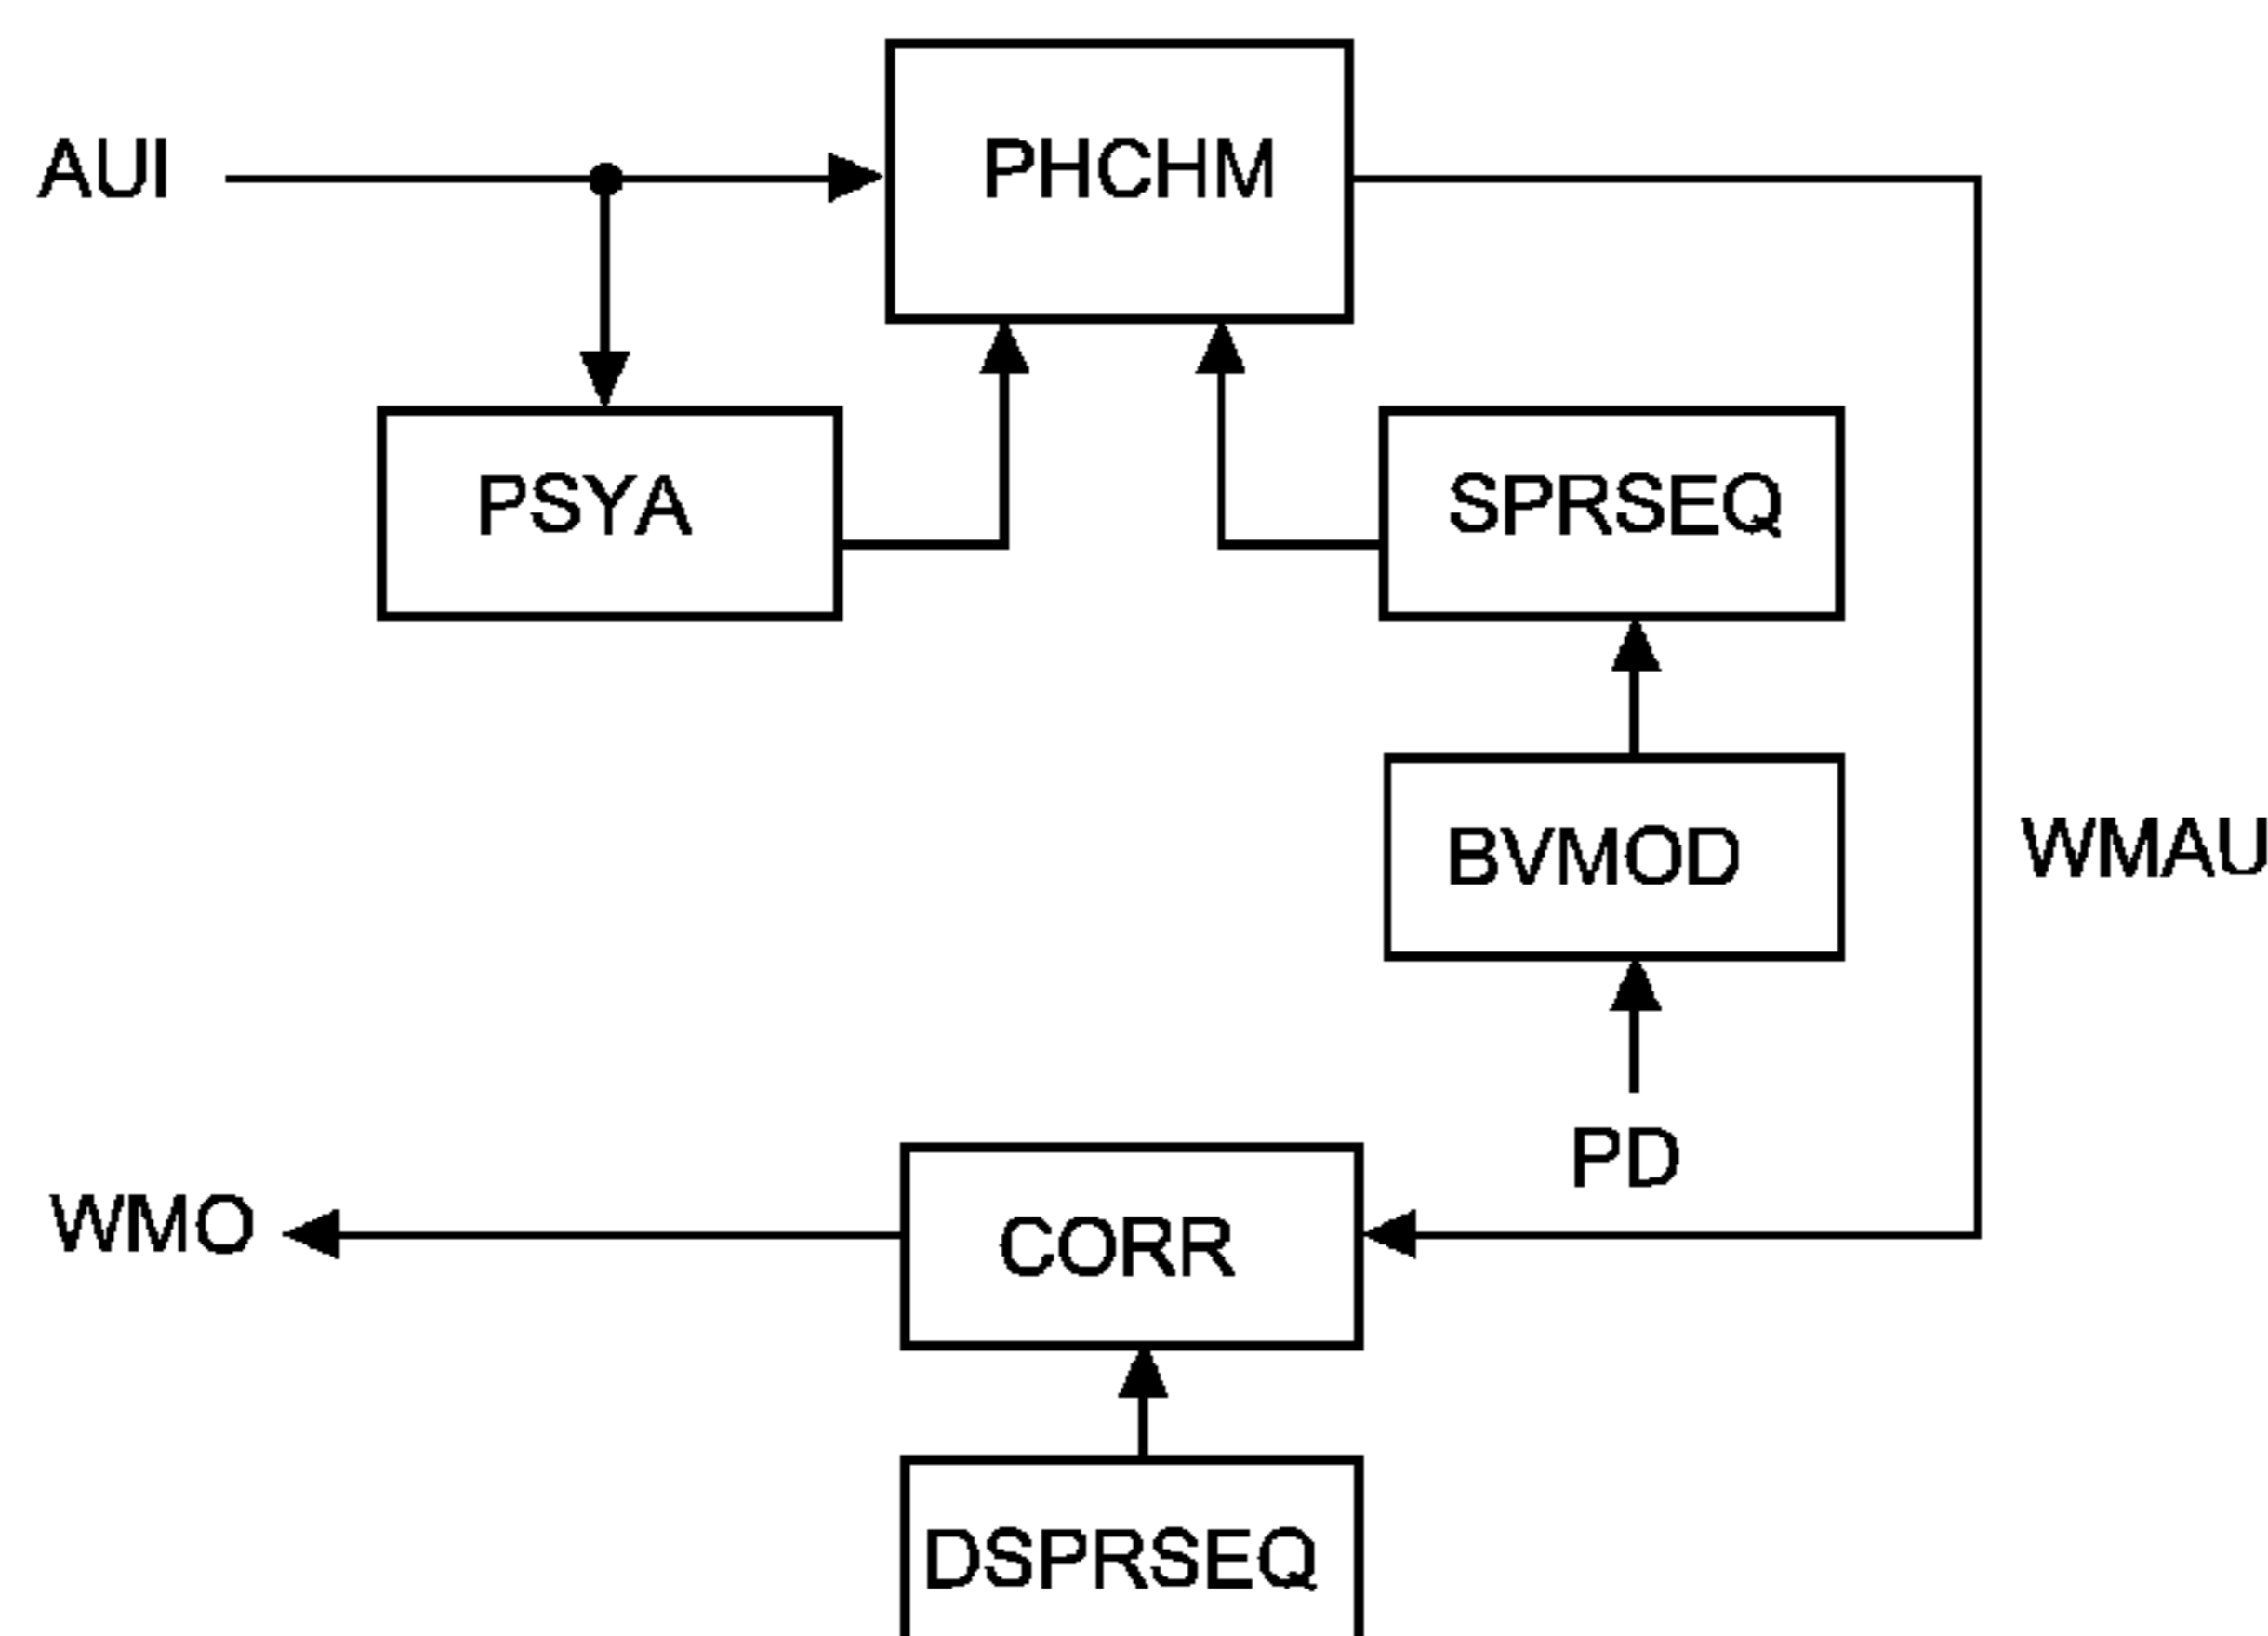 AUI
PHCHM
PSYA
SPRSEQ
BVMOD
WMAU
PD
WMO
CORR
DSPRSEQ